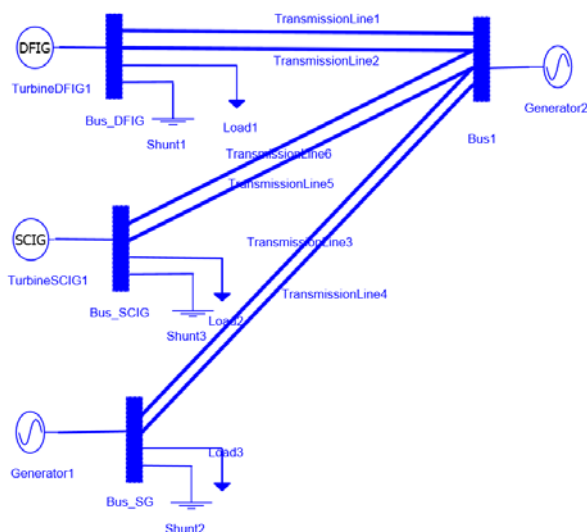 TransmissionLine1
DFIG
TransmissionLine2
TurbineDFIG1
Generator2
Bus_DFIG
Load1
Bus1
Shunt1
TransmissionLine6
TransmissionLine5
SCIG
TransmissionLine3
TurbineSCIG1
TransmissionLine4
Bus_SCIG
Load2
Shunt3
Load3
Generator1
Bus_SG
Shunt2